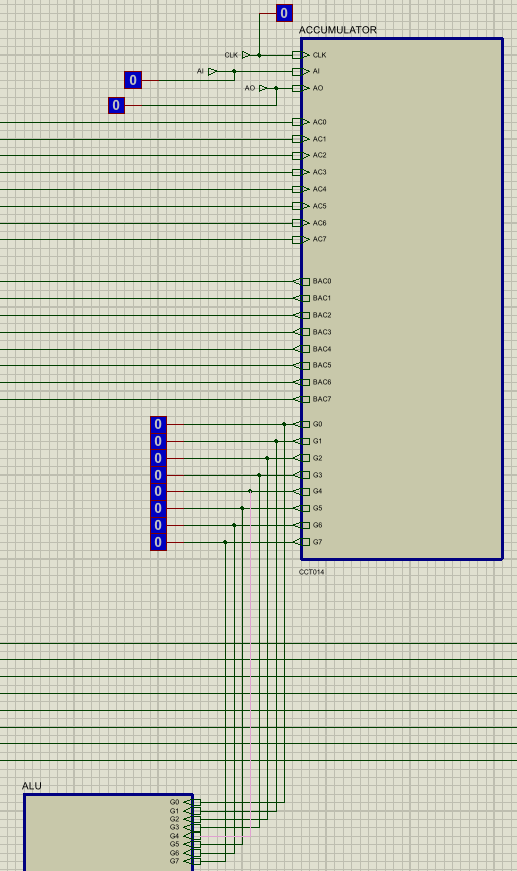 0
ACCUMULATOR
CLK CLK
AI AI
0
AO AO
0
AC0
AC1
AC2
AC3
AC4
AC5
AC6
AC7
BAC0
BAC1
BAC2
BAC3
BAC4
BAC5
BAC6
BAC7
0 G0
0 G1
0 G2
0 G3
0 G4
0 G5
0 G6
0 G7
CCT014
ALU
G0
G1
G2
G3
G4
G5
G6
G7